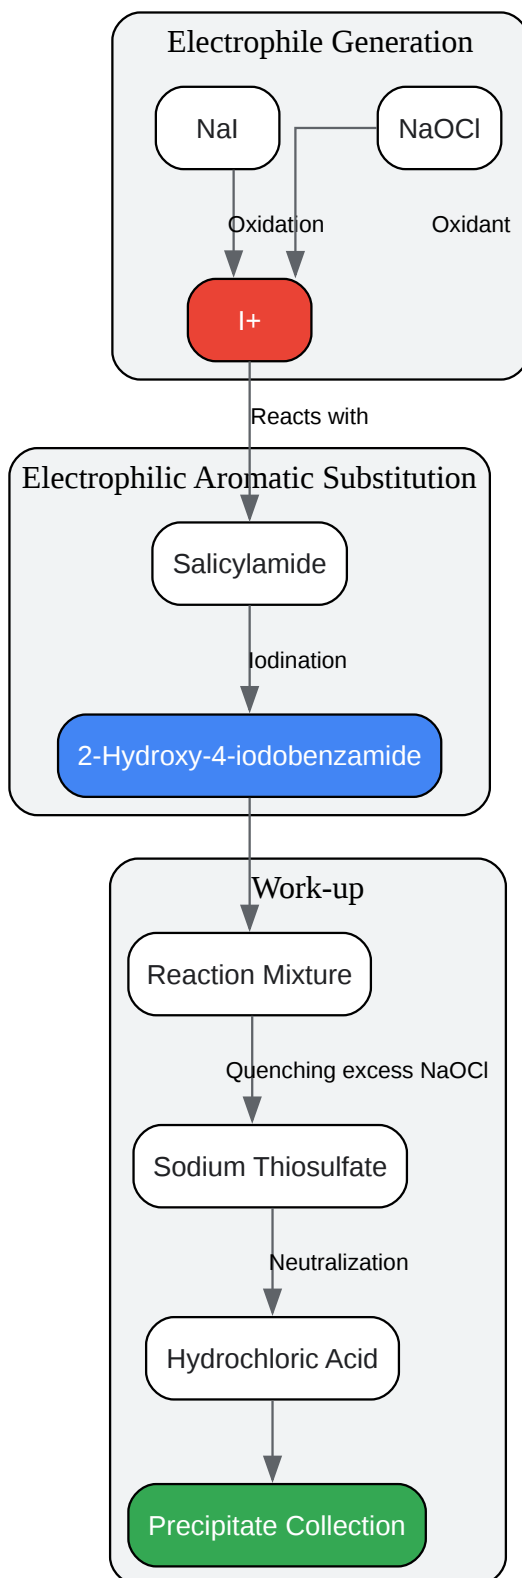 Electrophile Generation
NaI
NaOCl
Oxidation
Oxidant
I+
Reacts with
Electrophilic Aromatic Substitution
Salicylamide
Iodination
2-Hydroxy-4-iodobenzamide
Work-up
Reaction Mixture
Quenching excess NaOCl
Sodium Thiosulfate
Neutralization
Hydrochloric Acid
Precipitate Collection